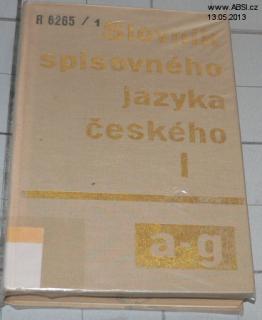 www.ABSI.cz
13.05.2013
R 6265 / 1
Slovník
spisovného
jazyka
českého
I
a-g